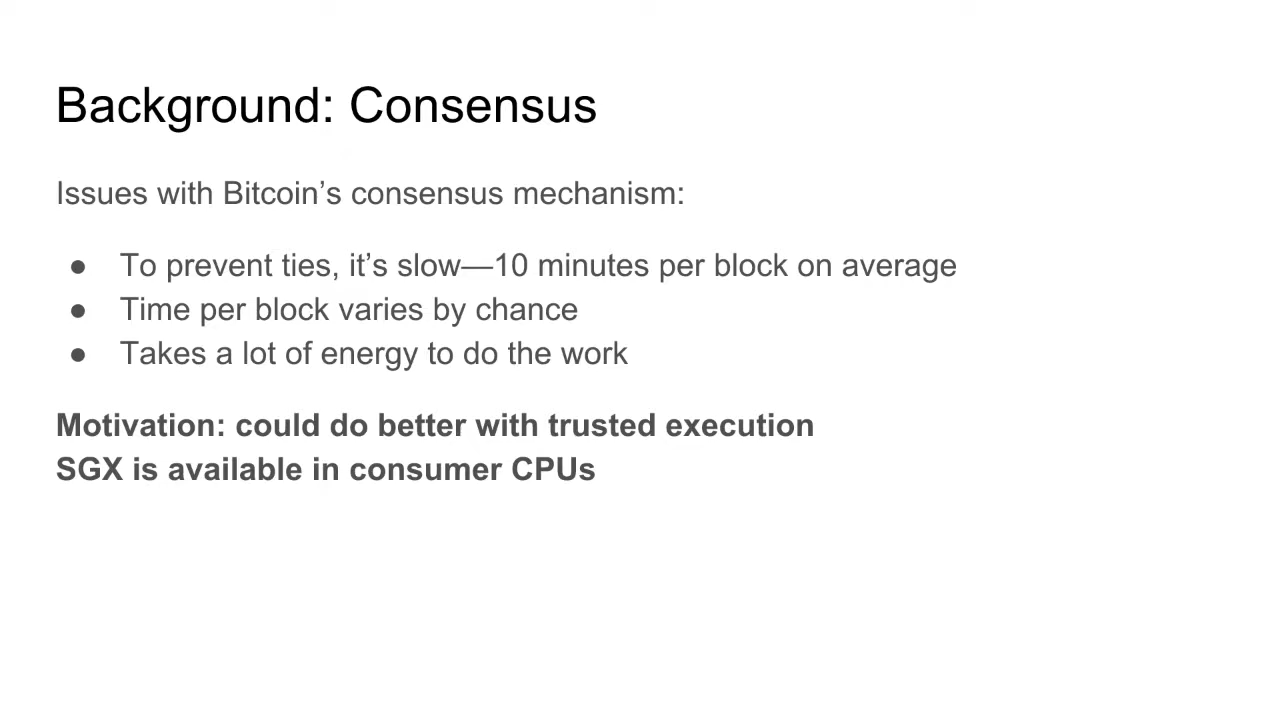 Background: Consensus
Issues with Bitcoin’s consensus mechanism:
● To prevent ties, it’s slow—10 minutes per block on average
● Time per block varies by chance
● Takes a lot of energy to do the work
Motivation: could do better with trusted execution
SGX is available in consumer CPUs